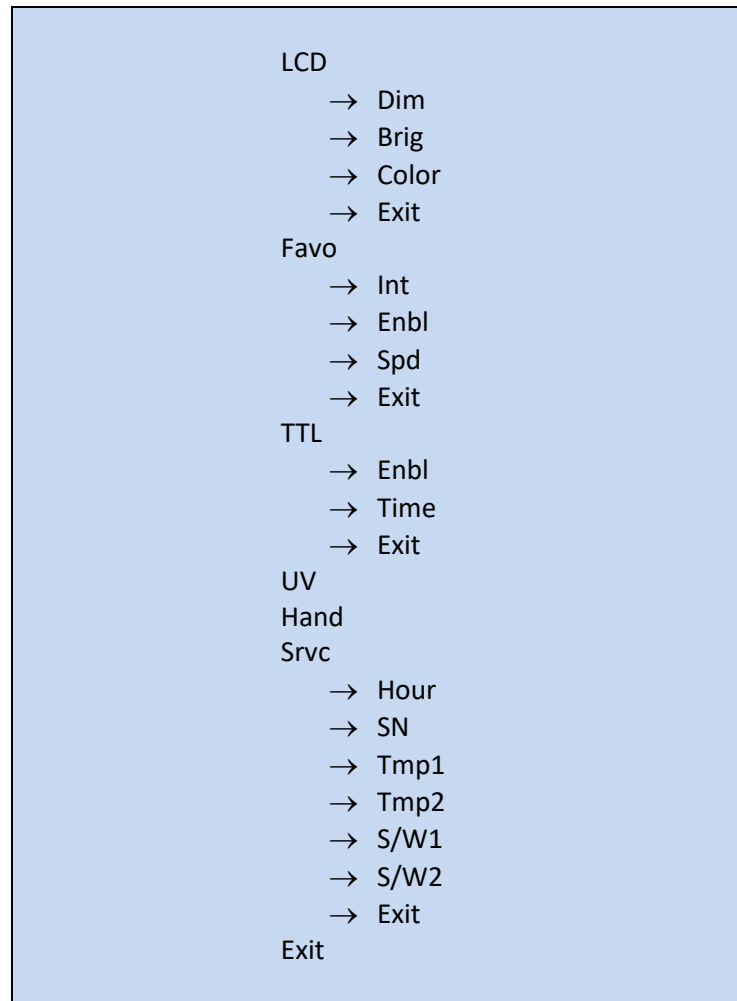 LCD
→ Dim
→ Brig
→ Color
→ Exit
Favo
→ Int
→ Enbl
→ Spd
→ Exit
TTL
→ Enbl
→ Time
→ Exit
UV
Hand
Srvc
→ Hour
→ SN
→ Tmp1
→ Tmp2
→ S/W1
→ S/W2
→ Exit
Exit